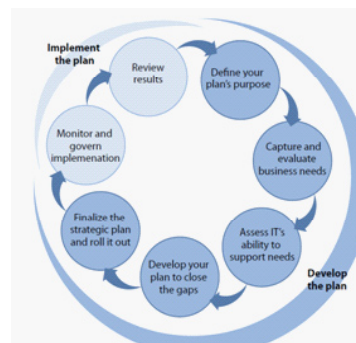 Implement
the plan
Review
results
Define your
plan's purpose
Capture and
evaluate
business needs
Assess IT's
ability to
support needs
Develop your
plan to close
the gaps
Finalize the
strategic plan
and roll it out
Monitor and
govern
implemenation
Develop
the plan